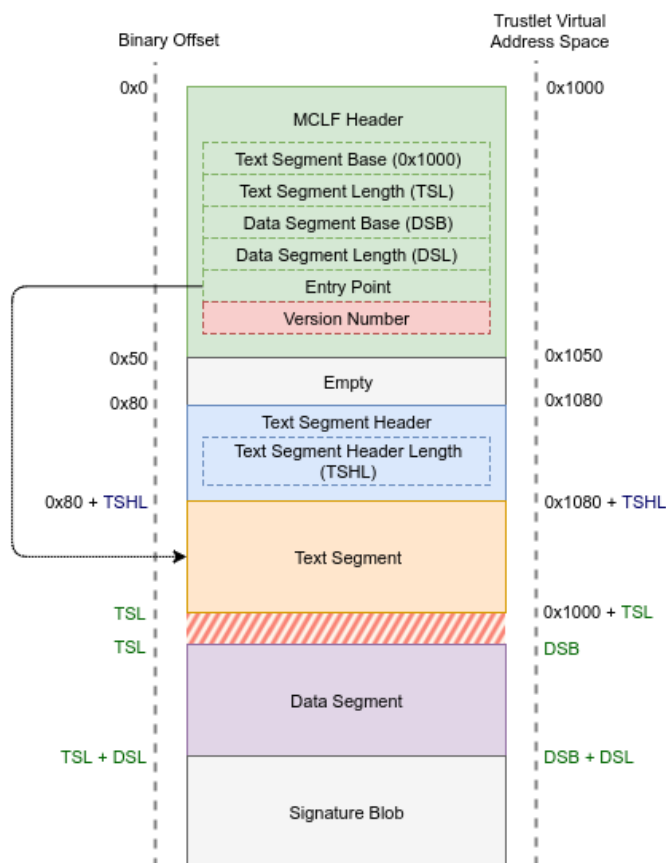 Binary Offset
Trustlet Virtual
Address Space
0x0
0x1000
MCLF Header
Text Segment Base (0x1000)
Text Segment Length (TSL)
Data Segment Base (DSB)
Data Segment Length (DSL)
Entry Point
Version Number
0x50
0x1050
Empty
0x80
0x1080
Text Segment Header
Text Segment Header Length
(TSHL)
0x80 + TSHL
0x1080 + TSHL
Text Segment
TSL
0x1000 + TSL
TSL
DSB
Data Segment
TSL + DSL
DSB + DSL
Signature Blob